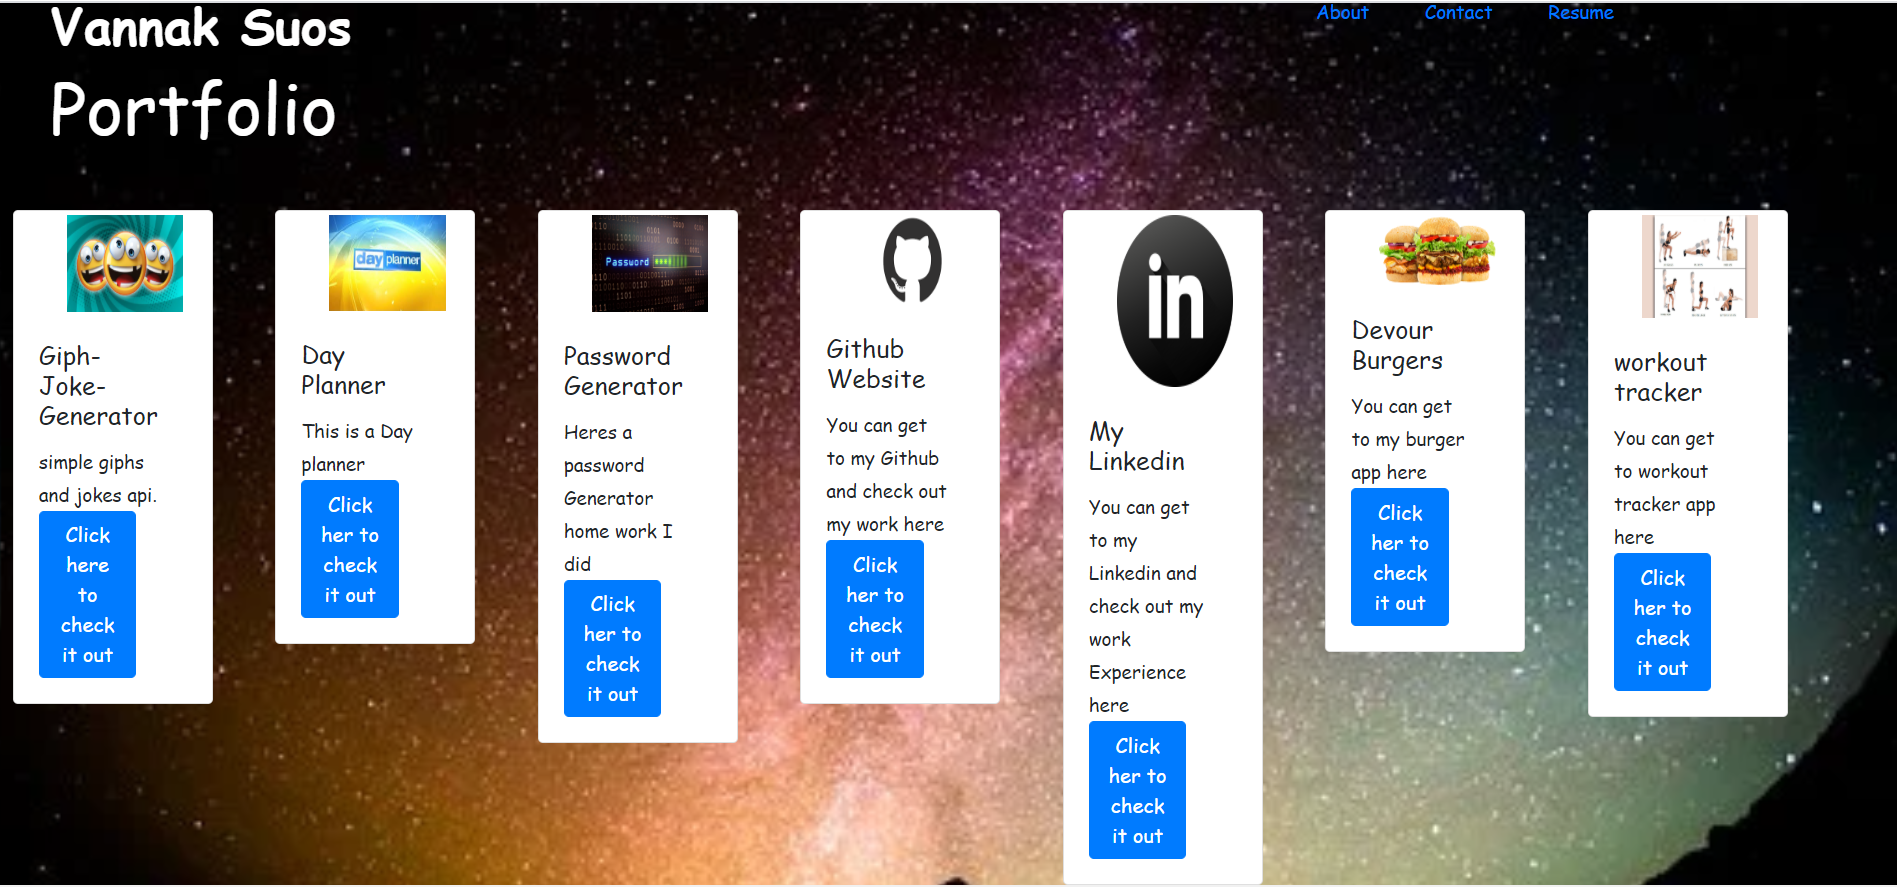 Vannak Suos
Portfolio
About
Contact
Resume
Giph-
Joke-
Generator
simple giphs
and jokes api.
Click
here
to
check
it out
day planner
Day
Planner
This is a Day
planner
Click
her to
check
it out
Password
Password
Generator
Heres a
password
Generator
home work I
did
Click
her to
check
it out
Github
Website
You can get
to my Github
and check out
my work here
Click
her to
check
it out
in
My
Linkedin
You can get
to my
Linkedin and
check out my
work
Experience
here
Click
her to
check
it out
Devour
Burgers
You can get
to my burger
app here
Click
her to
check
it out
workout
tracker
You can get
to workout
tracker app
here
Click
her to
check
it out